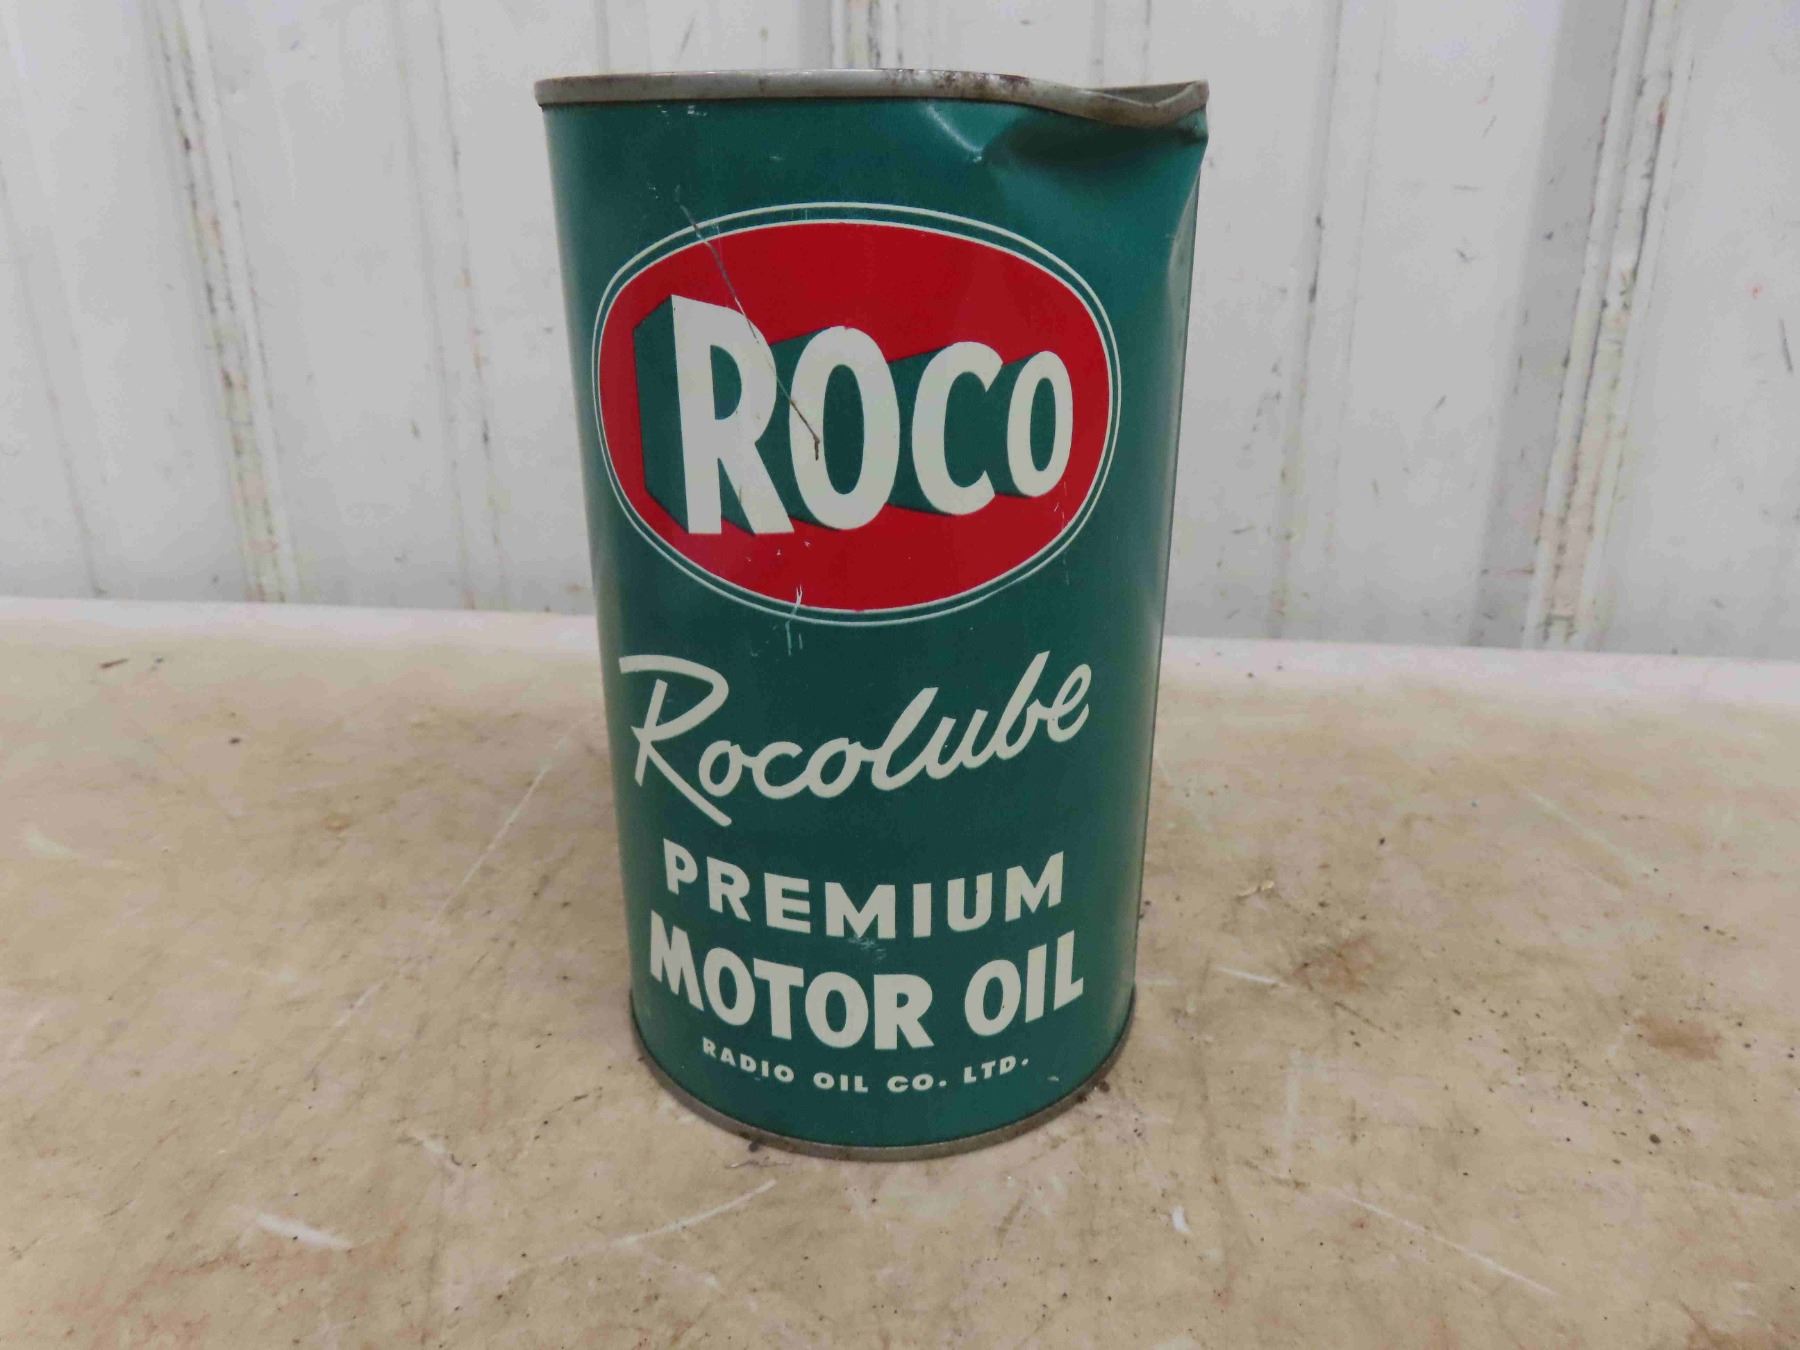 ROCO
Rocolube
PREMIUM
MOTOR OIL
RADIO OIL CO. LTD.